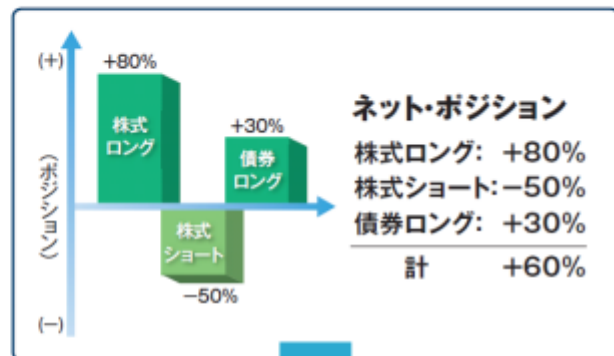 (+)
+80%
株式
ロング
+30%
債券
ロング
(ポジション)
株式
ショート
−50%
(−)
ネット・ポジション
株式ロング: +80%
株式ショート:−50%
債券ロング: +30%
計 +60%